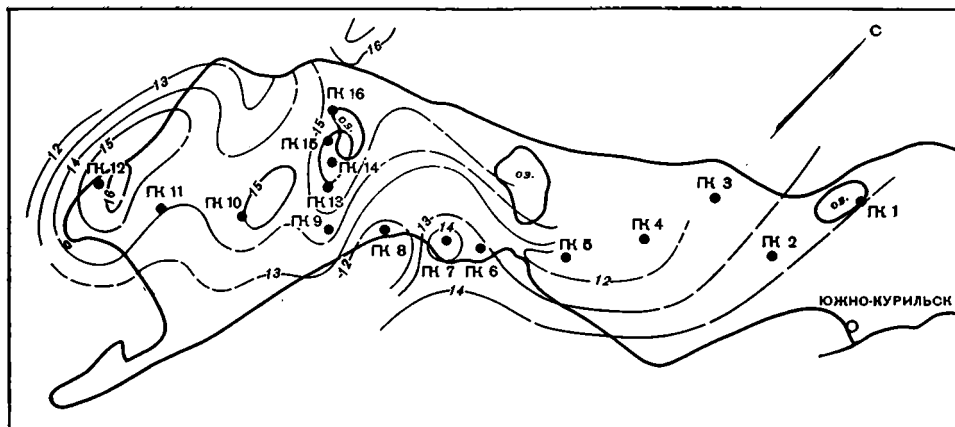 С
16
13
12
14
15
16
ГК 12
ГК 11
ГК 10
15
ГК 16
15
оз.
ГК 15
ГК 14
ГК 13
ГК 9
13
12
ГК 8
13
14
ГК 7
ГК 6
14
оз.
ГК 5
ГК 4
12
ГК 3
ГК 2
оз.
ГК 1
ЮЖНО-КУРИЛЬСК